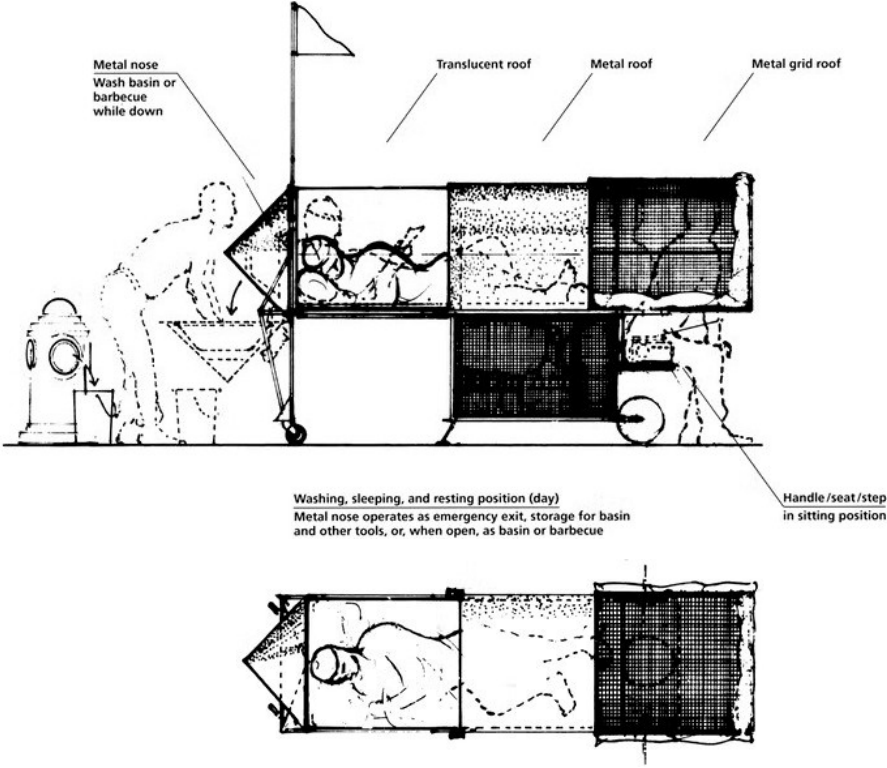 Metal nose
Wash basin or
barbecue
while down
Translucent roof
Metal roof
Metal grid roof
Handle/seat/step
in sitting position
Washing, sleeping, and resting position (day)
Metal nose operates as emergency exit, storage for basin
and other tools, or, when open, as basin or barbecue